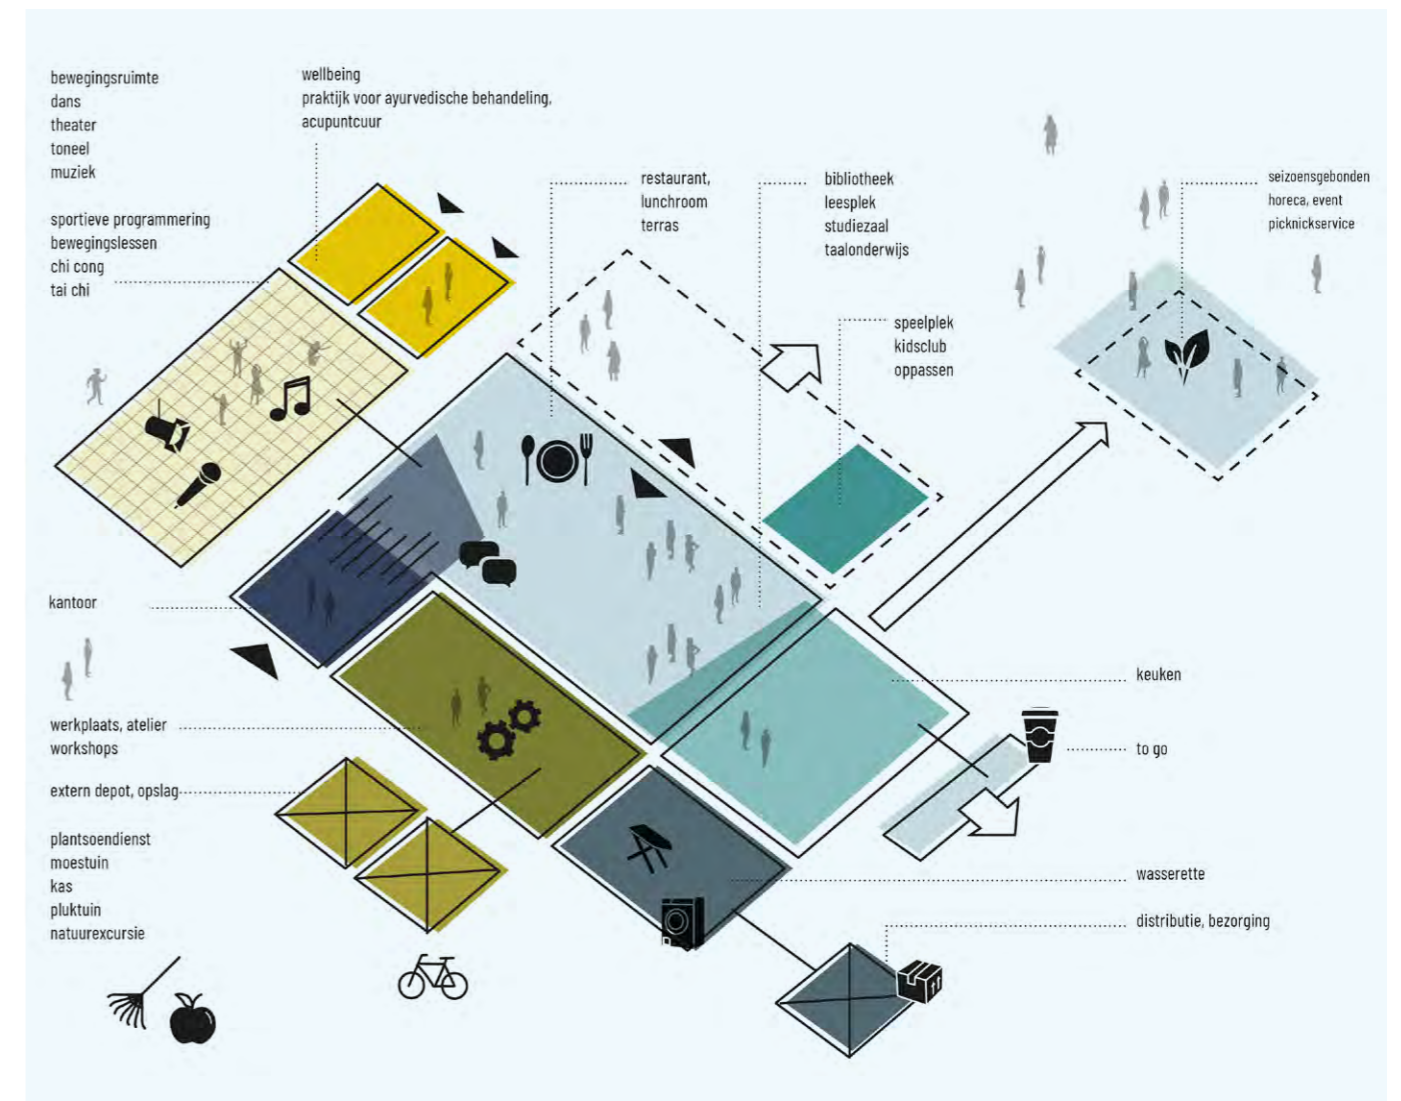 bewegingsruimte
dans
theater
toneel
muziek
sportieve programmering
bewegingslessen
chi cong
tai chi
wellbeing
praktijk voor ayurvedische behandeling,
acupuntcuur
restaurant,
lunchroom
terras
bibliotheek
leesplek
studiezaal
taalonderwijs
seizoensgebonden
horeca, event
picknickservice
speelplek
kidsclub
oppassen
kantoor
werkplaats, atelier
workshops
extern depot, opslag
plantsoendienst
moestuin
kas
pluktuin
natuurexcursie
keuken
to go
wasserette
distributie, bezorging